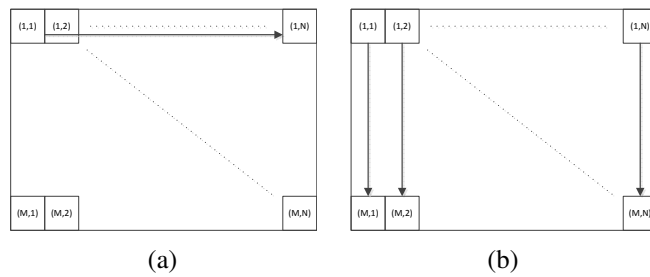 (1,1) (1,2) (1,N) (1,1) (1,2) (1,N)
(M,1) (M,2) (M,N) (M,1) (M,2) (M,N)
(a) (b)